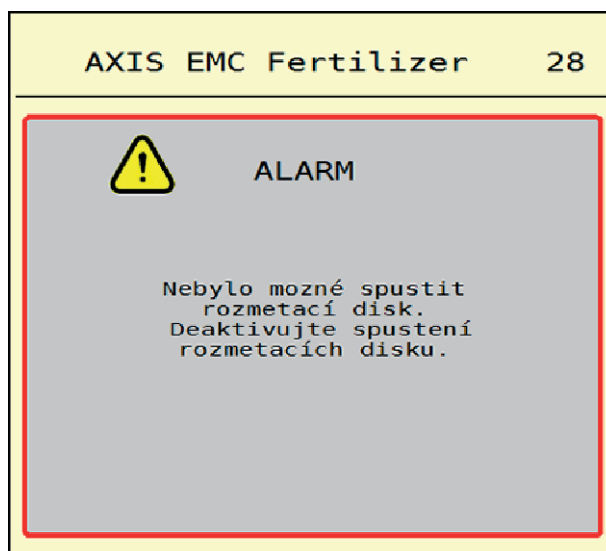 AXIS EMC Fertilizer 28
ALARM
Nebylo mozné spustit
rozmetací disk.
Deaktivujte spustení
rozmetacích disku.